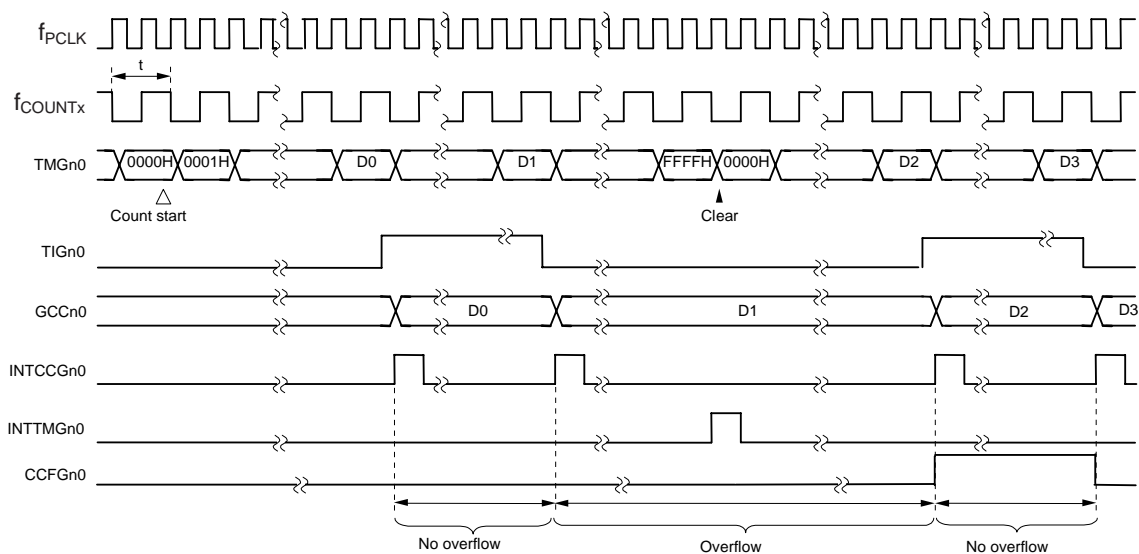 fPCLK
t
fCOUNTx
TMGn0 0000H 0001H D0 D1 FFFFH 0000H D2 D3
Count start Clear
TIGn0
GCCn0 D0 D1 D2 D3
INTCCGn0
INTTMGn0
CCFGn0
No overflow Overflow No overflow